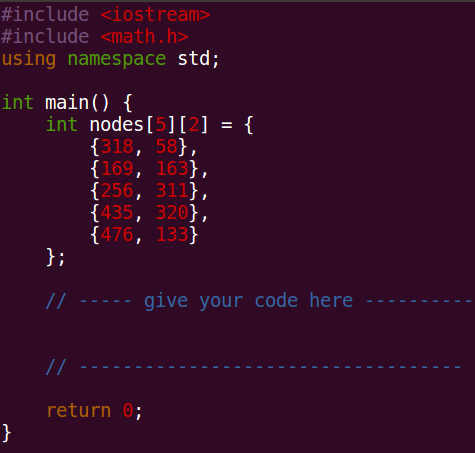 #include <iostream>
#include <math.h>
using namespace std;
int main() {
    int nodes[5][2] = {
        {318, 58},
        {169, 163},
        {256, 311},
        {435, 320},
        {476, 133}
    };
    // ----- give your code here ----------
    // -----------------------------------
    return 0;
}